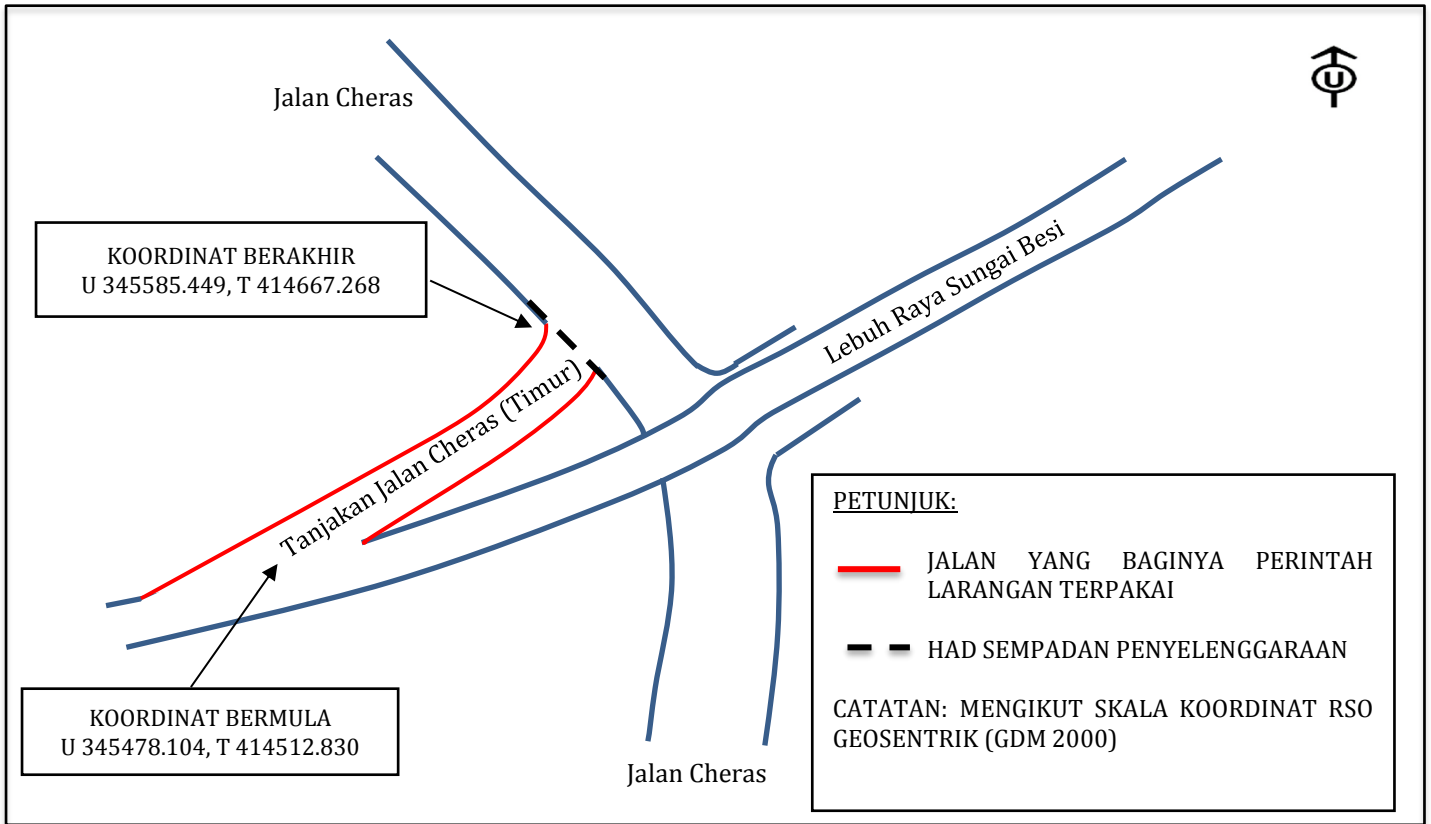 Jalan Cheras
U
KOORDINAT BERAKHIR
U 345585.449, T 414667.268
Lebuh Raya Sungai Besi
Tanjakan Jalan Cheras (Timur)
KOORDINAT BERMULA
U 345478.104, T 414512.830
Jalan Cheras
PETUNJUK:
JALAN YANG BAGINYA PERINTAH
LARANGAN TERPAKAI
HAD SEMPADAN PENYELENGGARAAN
CATATAN: MENGIKUT SKALA KOORDINAT RSO
GEOSENTRIK (GDM 2000)